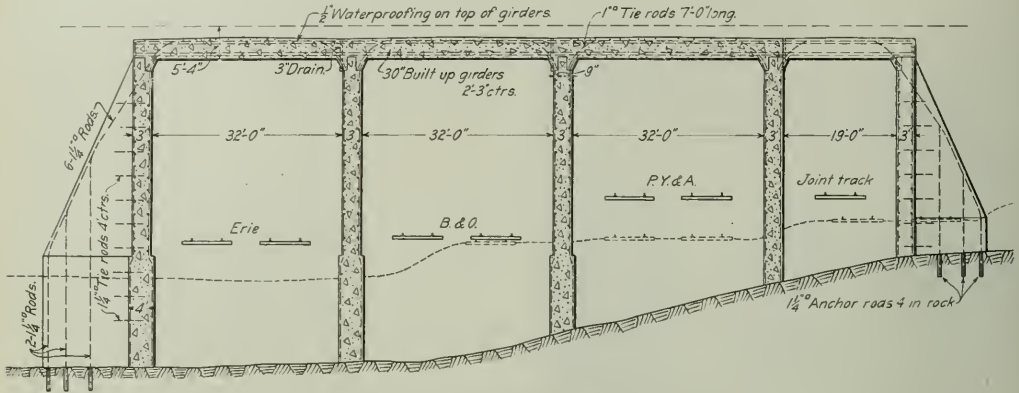 ½" Waterproofing on top of girders.
1"° Tie rods 7'-0" long.
5'-4"
3" Drain.
30" Built up girders
2'-3" ctrs.
9"
6-1¼"° Rods.
3'
32'-0"
3'
32'-0"
3'
32'-0"
3'
19'-0"
3'
P.Y. & A.
Joint track
Erie
B. & O.
1¼"° Tie rods 4' ctrs.
4'
2-1¼"° Rods.
1¼"° Anchor rods 4' in rock